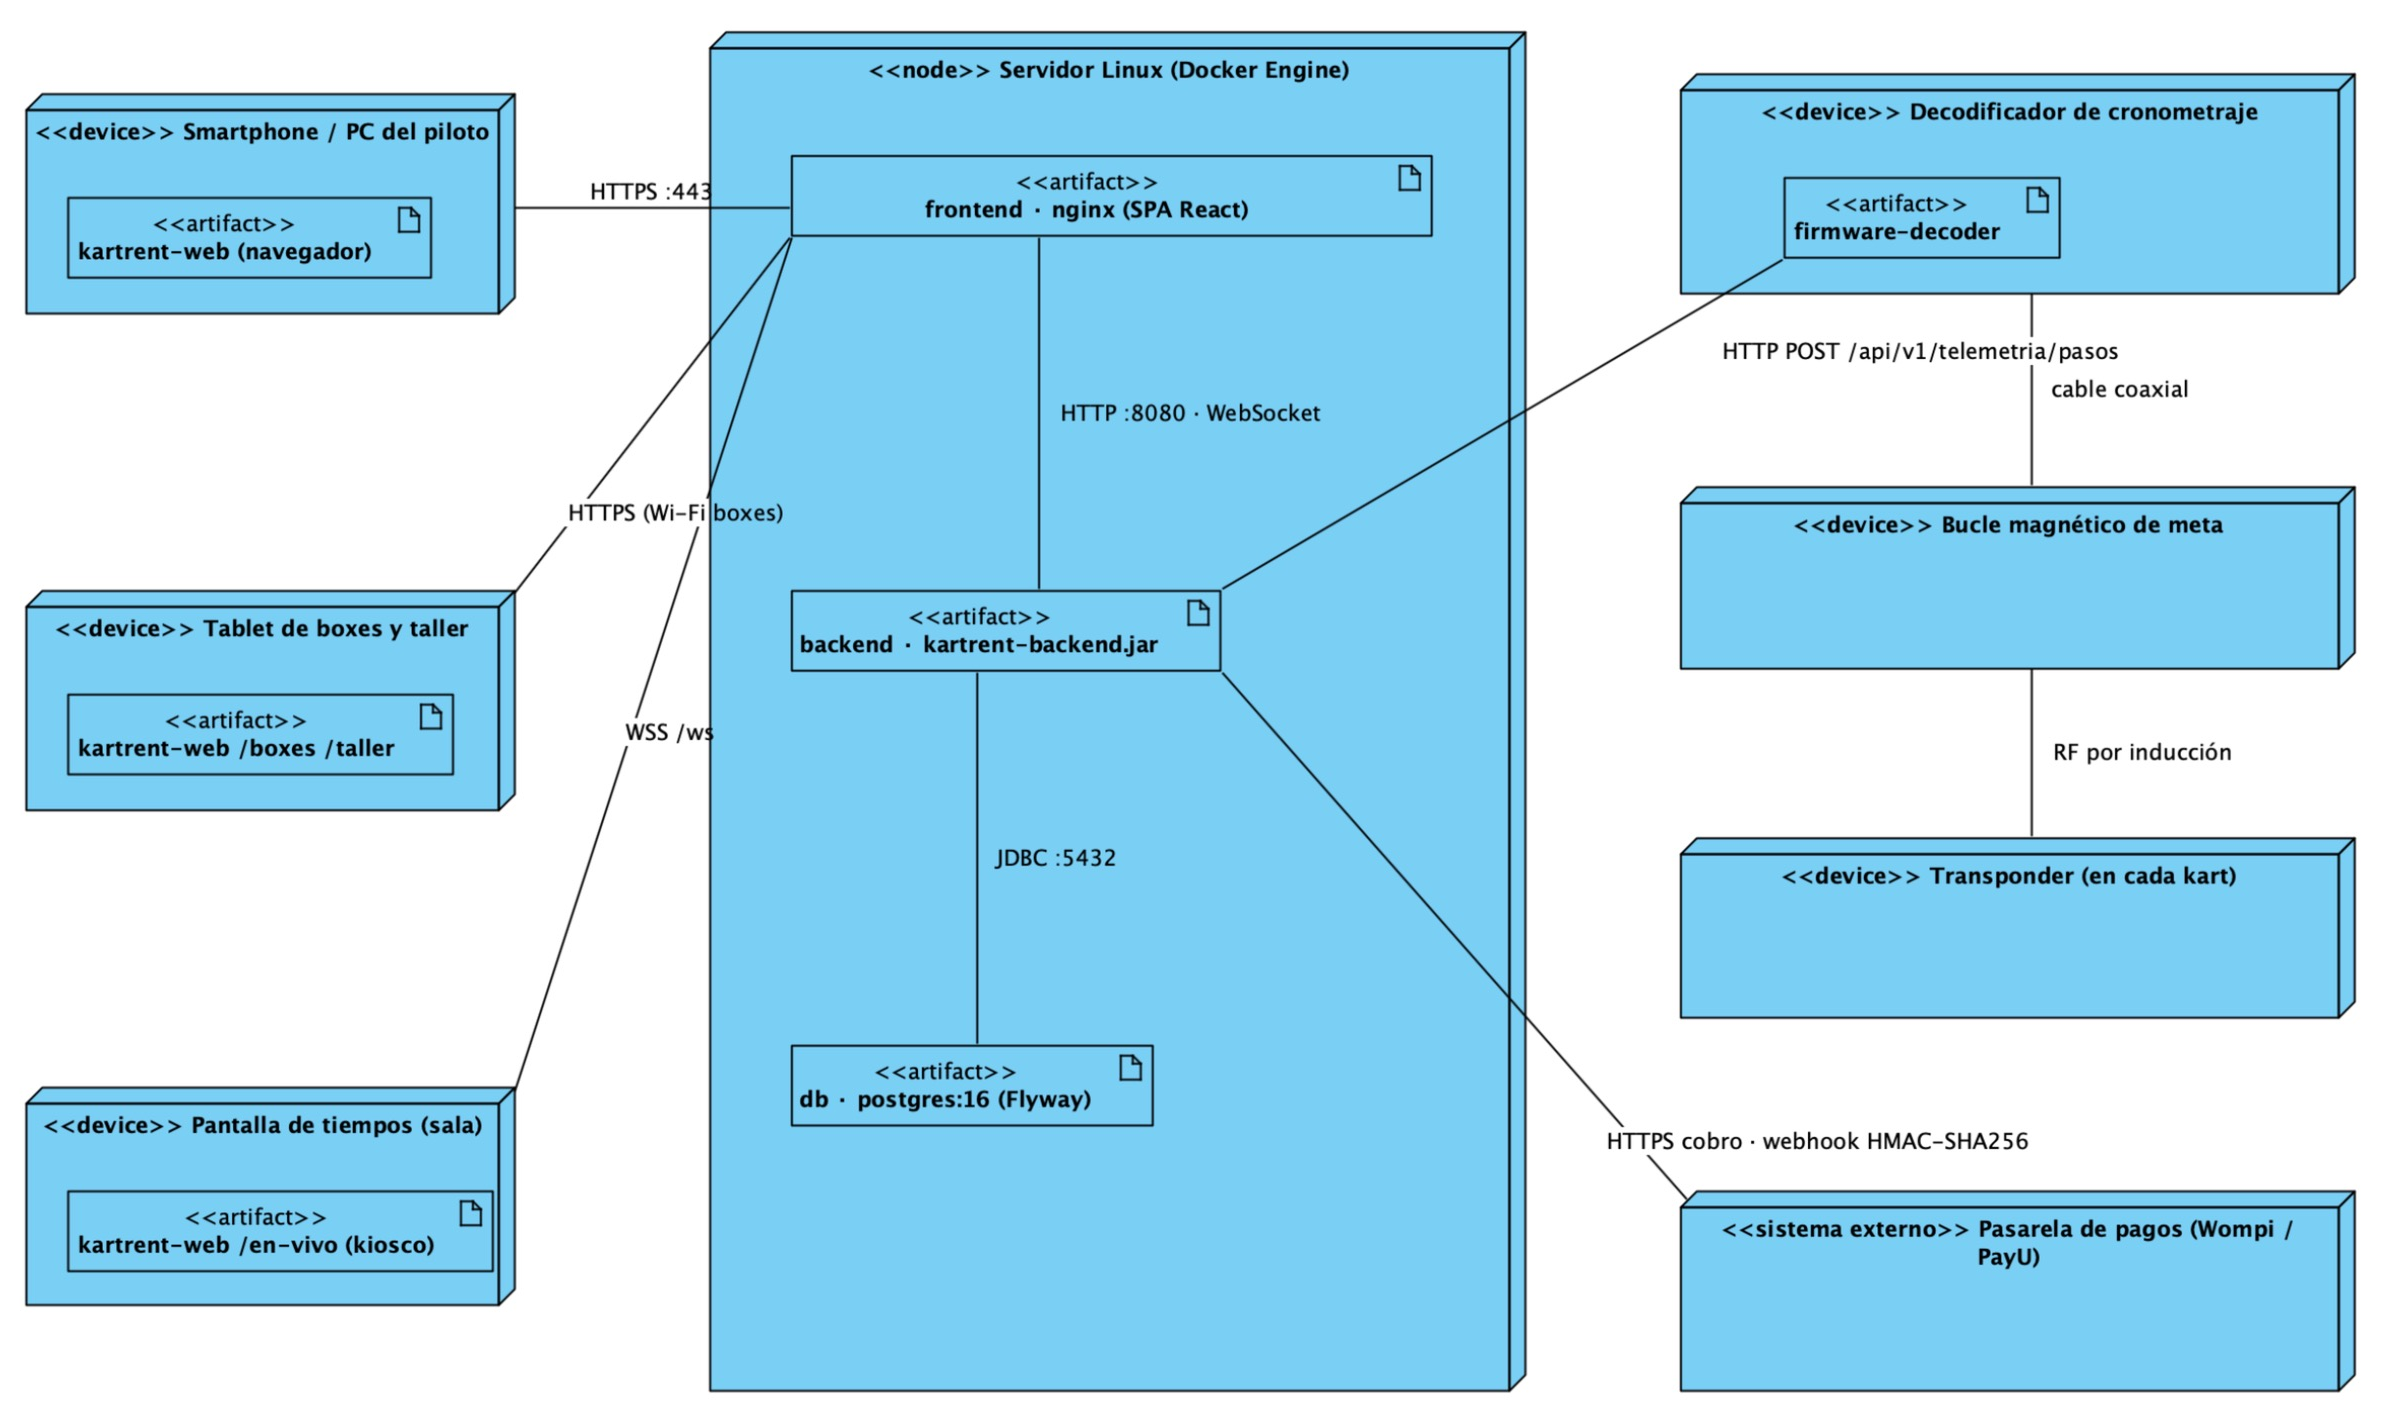 <<device>> Smartphone / PC del piloto
<<artifact>>
kartrent-web (navegador)
HTTPS :443
<<device>> Tablet de boxes y taller
<<artifact>>
kartrent-web /boxes /taller
HTTPS (Wi-Fi boxes)
<<device>> Pantalla de tiempos (sala)
<<artifact>>
kartrent-web /en-vivo (kiosco)
WSS /ws
<<node>> Servidor Linux (Docker Engine)
<<artifact>>
frontend · nginx (SPA React)
HTTP :8080 · WebSocket
<<artifact>>
backend · kartrent-backend.jar
JDBC :5432
<<artifact>>
db · postgres:16 (Flyway)
<<device>> Decodificador de cronometraje
<<artifact>>
firmware-decoder
HTTP POST /api/v1/telemetria/pasos
cable coaxial
<<device>> Bucle magnético de meta
RF por inducción
<<device>> Transponder (en cada kart)
HTTPS cobro · webhook HMAC-SHA256
<<sistema externo>> Pasarela de pagos (Wompi /
PayU)